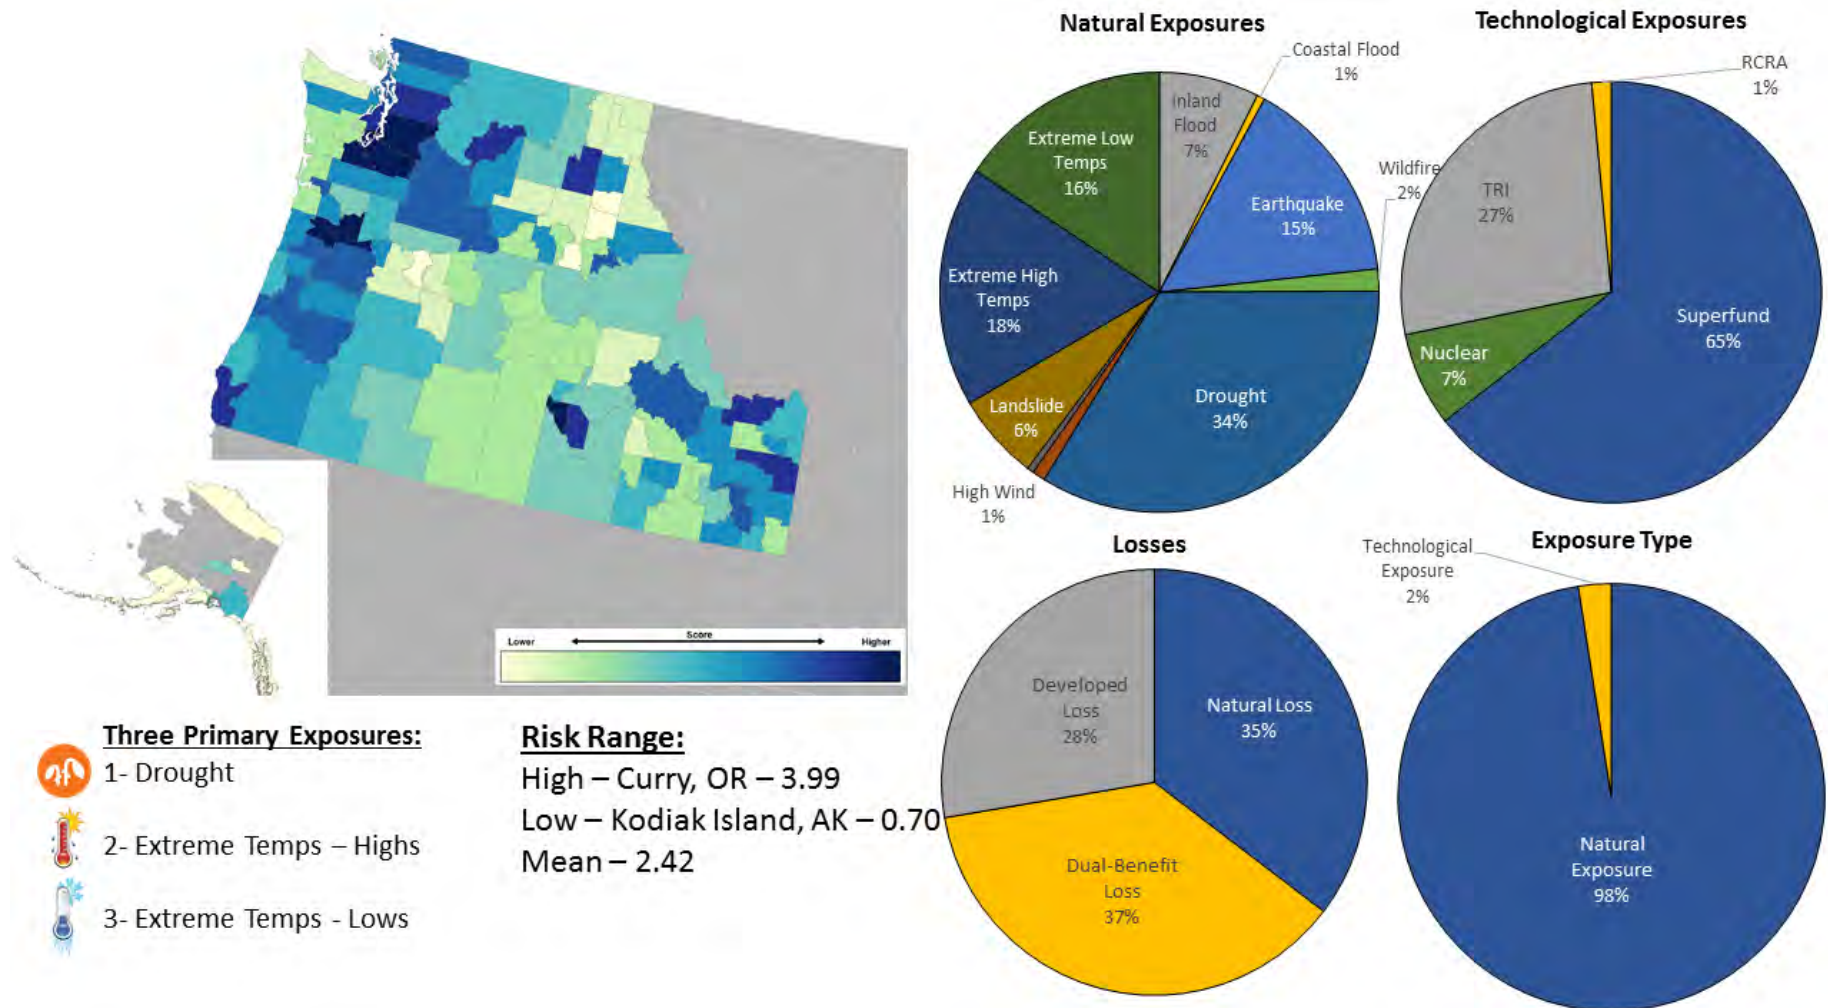 Natural Exposures
Coastal Flood
1%
Inland
Flood
7%
Extreme Low
Temps
16%
Earthquake
15%
Wildfire
2%
Extreme High
Temps
18%
Drought
34%
Landslide
6%
High Wind
1%
Technological Exposures
RCRA
1%
TRI
27%
Superfund
65%
Nuclear
7%
Lower
Score
Higher
Losses
Developed
Loss
28%
Natural Loss
35%
Dual-Benefit
Loss
37%
Exposure Type
Technological
Exposure
2%
Natural
Exposure
98%
Three Primary Exposures:
1- Drought
2- Extreme Temps – Highs
3- Extreme Temps - Lows
Risk Range:
High – Curry, OR – 3.99
Low – Kodiak Island, AK – 0.70
Mean – 2.42